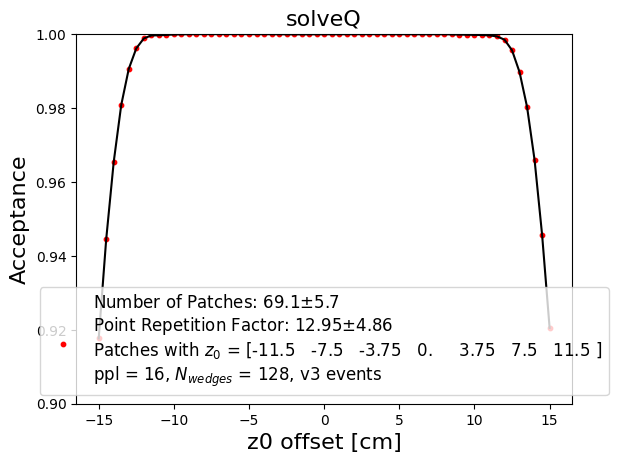 solveQ
1.00
0.98
0.96
0.94
0.92
0.90
Acceptance
Number of Patches: 69.1±5.7
Point Repetition Factor: 12.95±4.86
Patches with z₀ = [-11.5 -7.5 -3.75 0. 3.75 7.5 11.5 ]
ppl = 16, N_wedges = 128, v3 events
−15 −10 −5 0 5 10 15
z0 offset [cm]